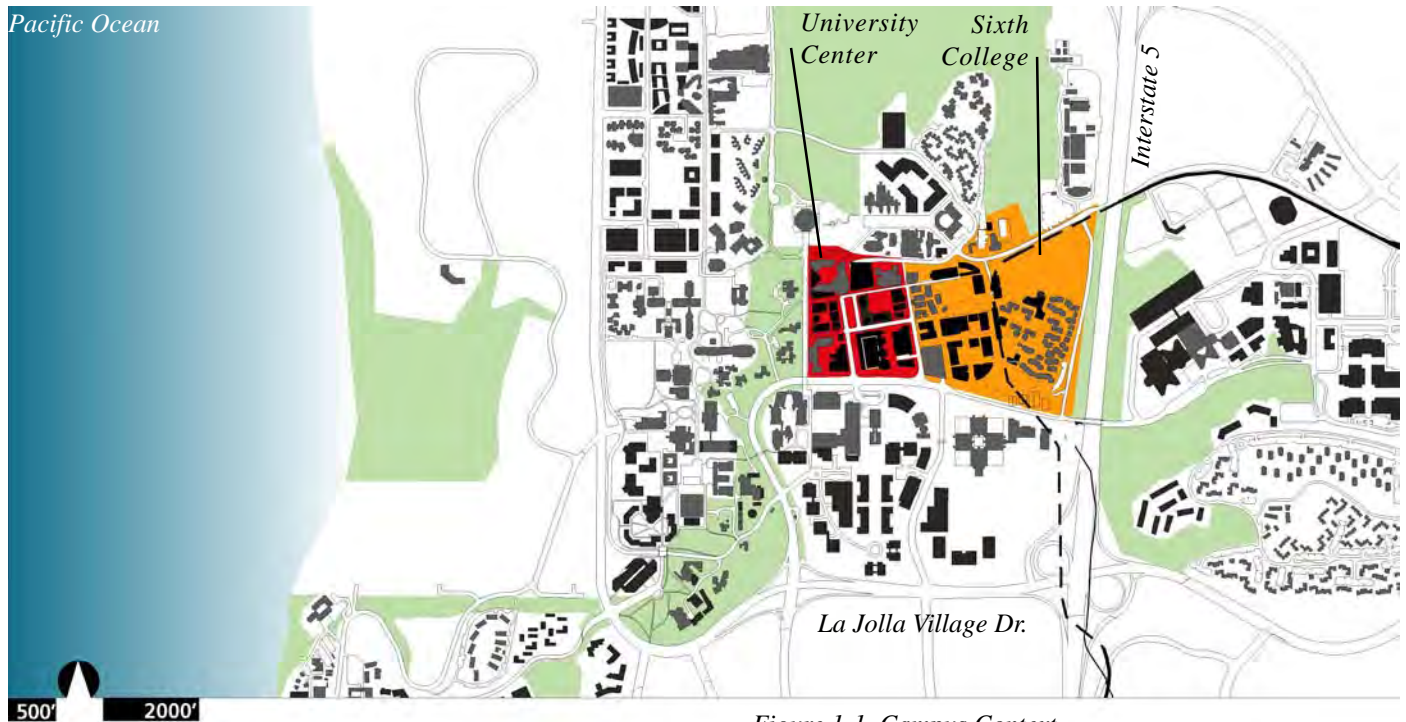 Pacific Ocean
University
Center
Sixth
College
Interstate 5
La Jolla Village Dr.
500' 2000'
Figure 1.1. Campus Context